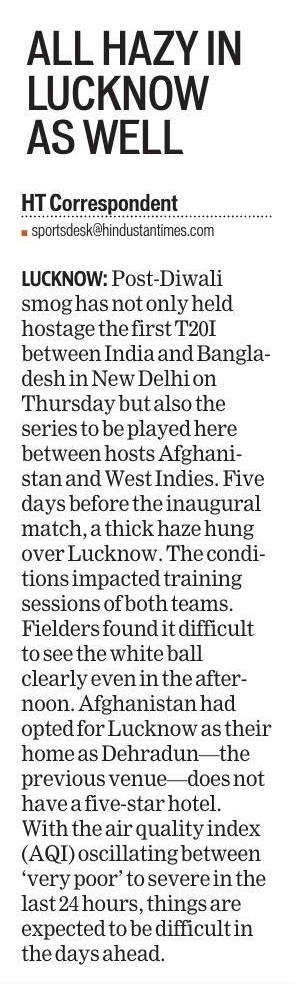 ALL HAZY IN
LUCKNOW
AS WELL
HT Correspondent
sportsdesk@hindustantimes.com
LUCKNOW: Post-Diwali
smog has not only held
hostage the first T20I
between India and Bangla-
desh in New Delhi on
Thursday but also the
series to be played here
between hosts Afghani-
stan and West Indies. Five
days before the inaugural
match, a thick haze hung
over Lucknow. The condi-
tions impacted training
sessions of both teams.
Fielders found it difficult
to see the white ball
clearly even in the after-
noon. Afghanistan had
opted for Lucknow as their
home as Dehradun—the
previous venue—does not
have a five-star hotel.
With the air quality index
(AQI) oscillating between
‘very poor’ to severe in the
last 24 hours, things are
expected to be difficult in
the days ahead.